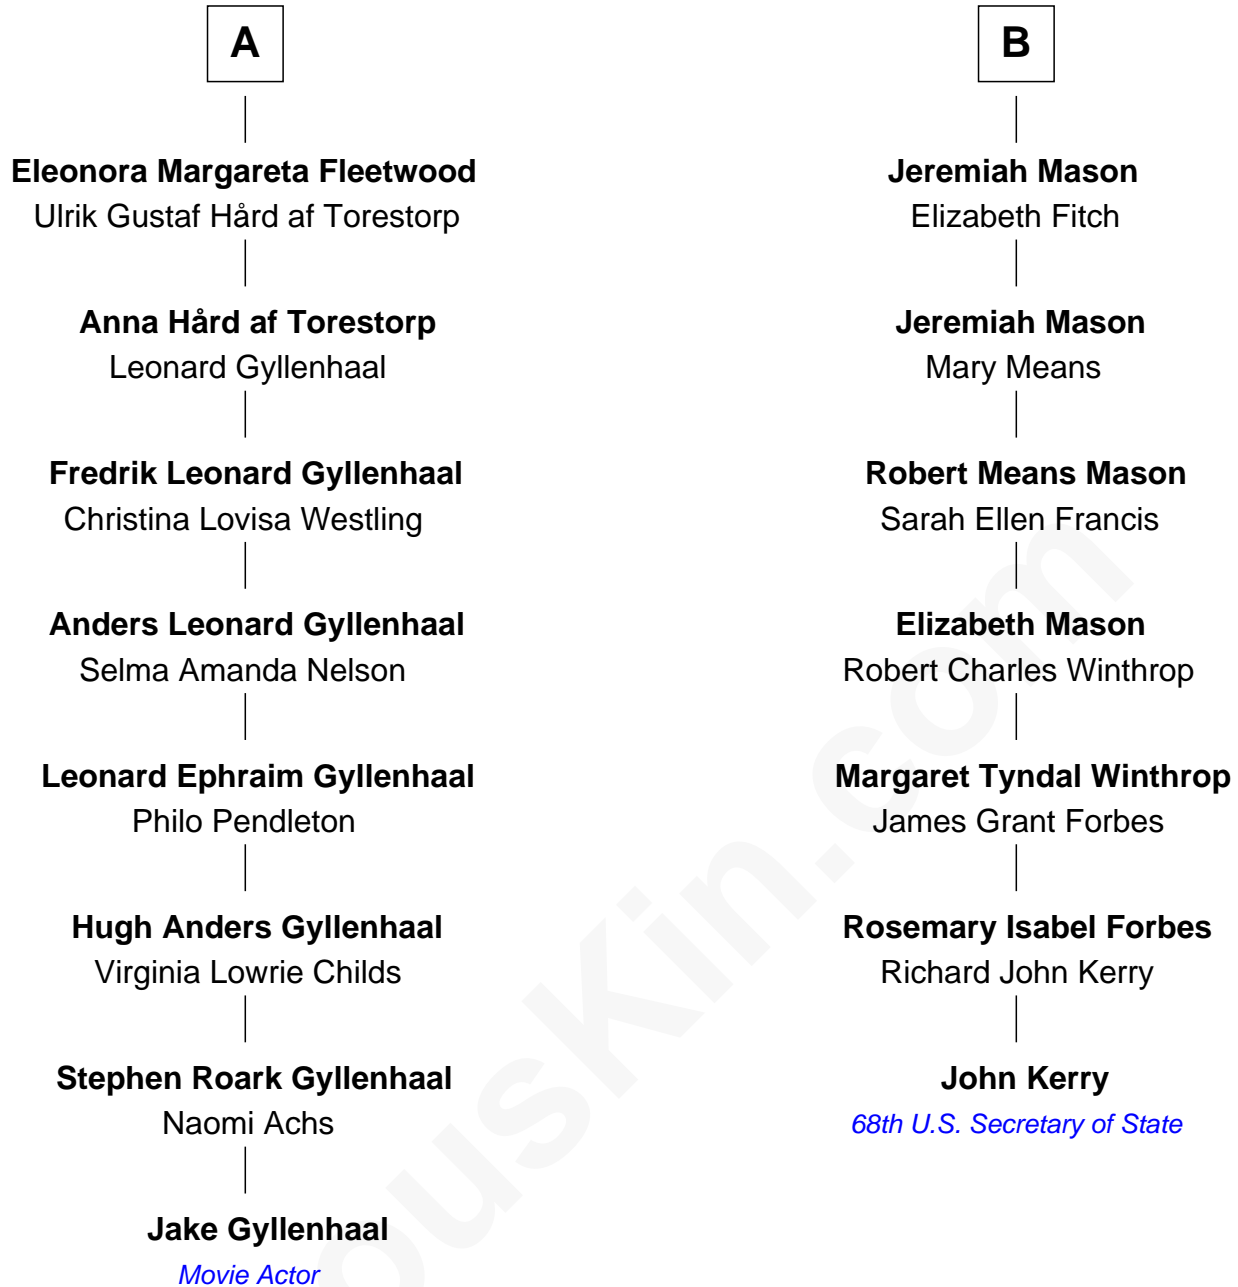 A
Eleonora Margareta Fleetwood
Ulrik Gustaf Hård af Torestorp
Anna Hård af Torestorp
Leonard Gyllenhaal
Fredrik Leonard Gyllenhaal
Christina Lovisa Westling
Anders Leonard Gyllenhaal
Selma Amanda Nelson
Leonard Ephraim Gyllenhaal
Philo Pendleton
Hugh Anders Gyllenhaal
Virginia Lowrie Childs
Stephen Roark Gyllenhaal
Naomi Achs
Jake Gyllenhaal
Movie Actor
B
Jeremiah Mason
Elizabeth Fitch
Jeremiah Mason
Mary Means
Robert Means Mason
Sarah Ellen Francis
Elizabeth Mason
Robert Charles Winthrop
Margaret Tyndal Winthrop
James Grant Forbes
Rosemary Isabel Forbes
Richard John Kerry
John Kerry
68th U.S. Secretary of State